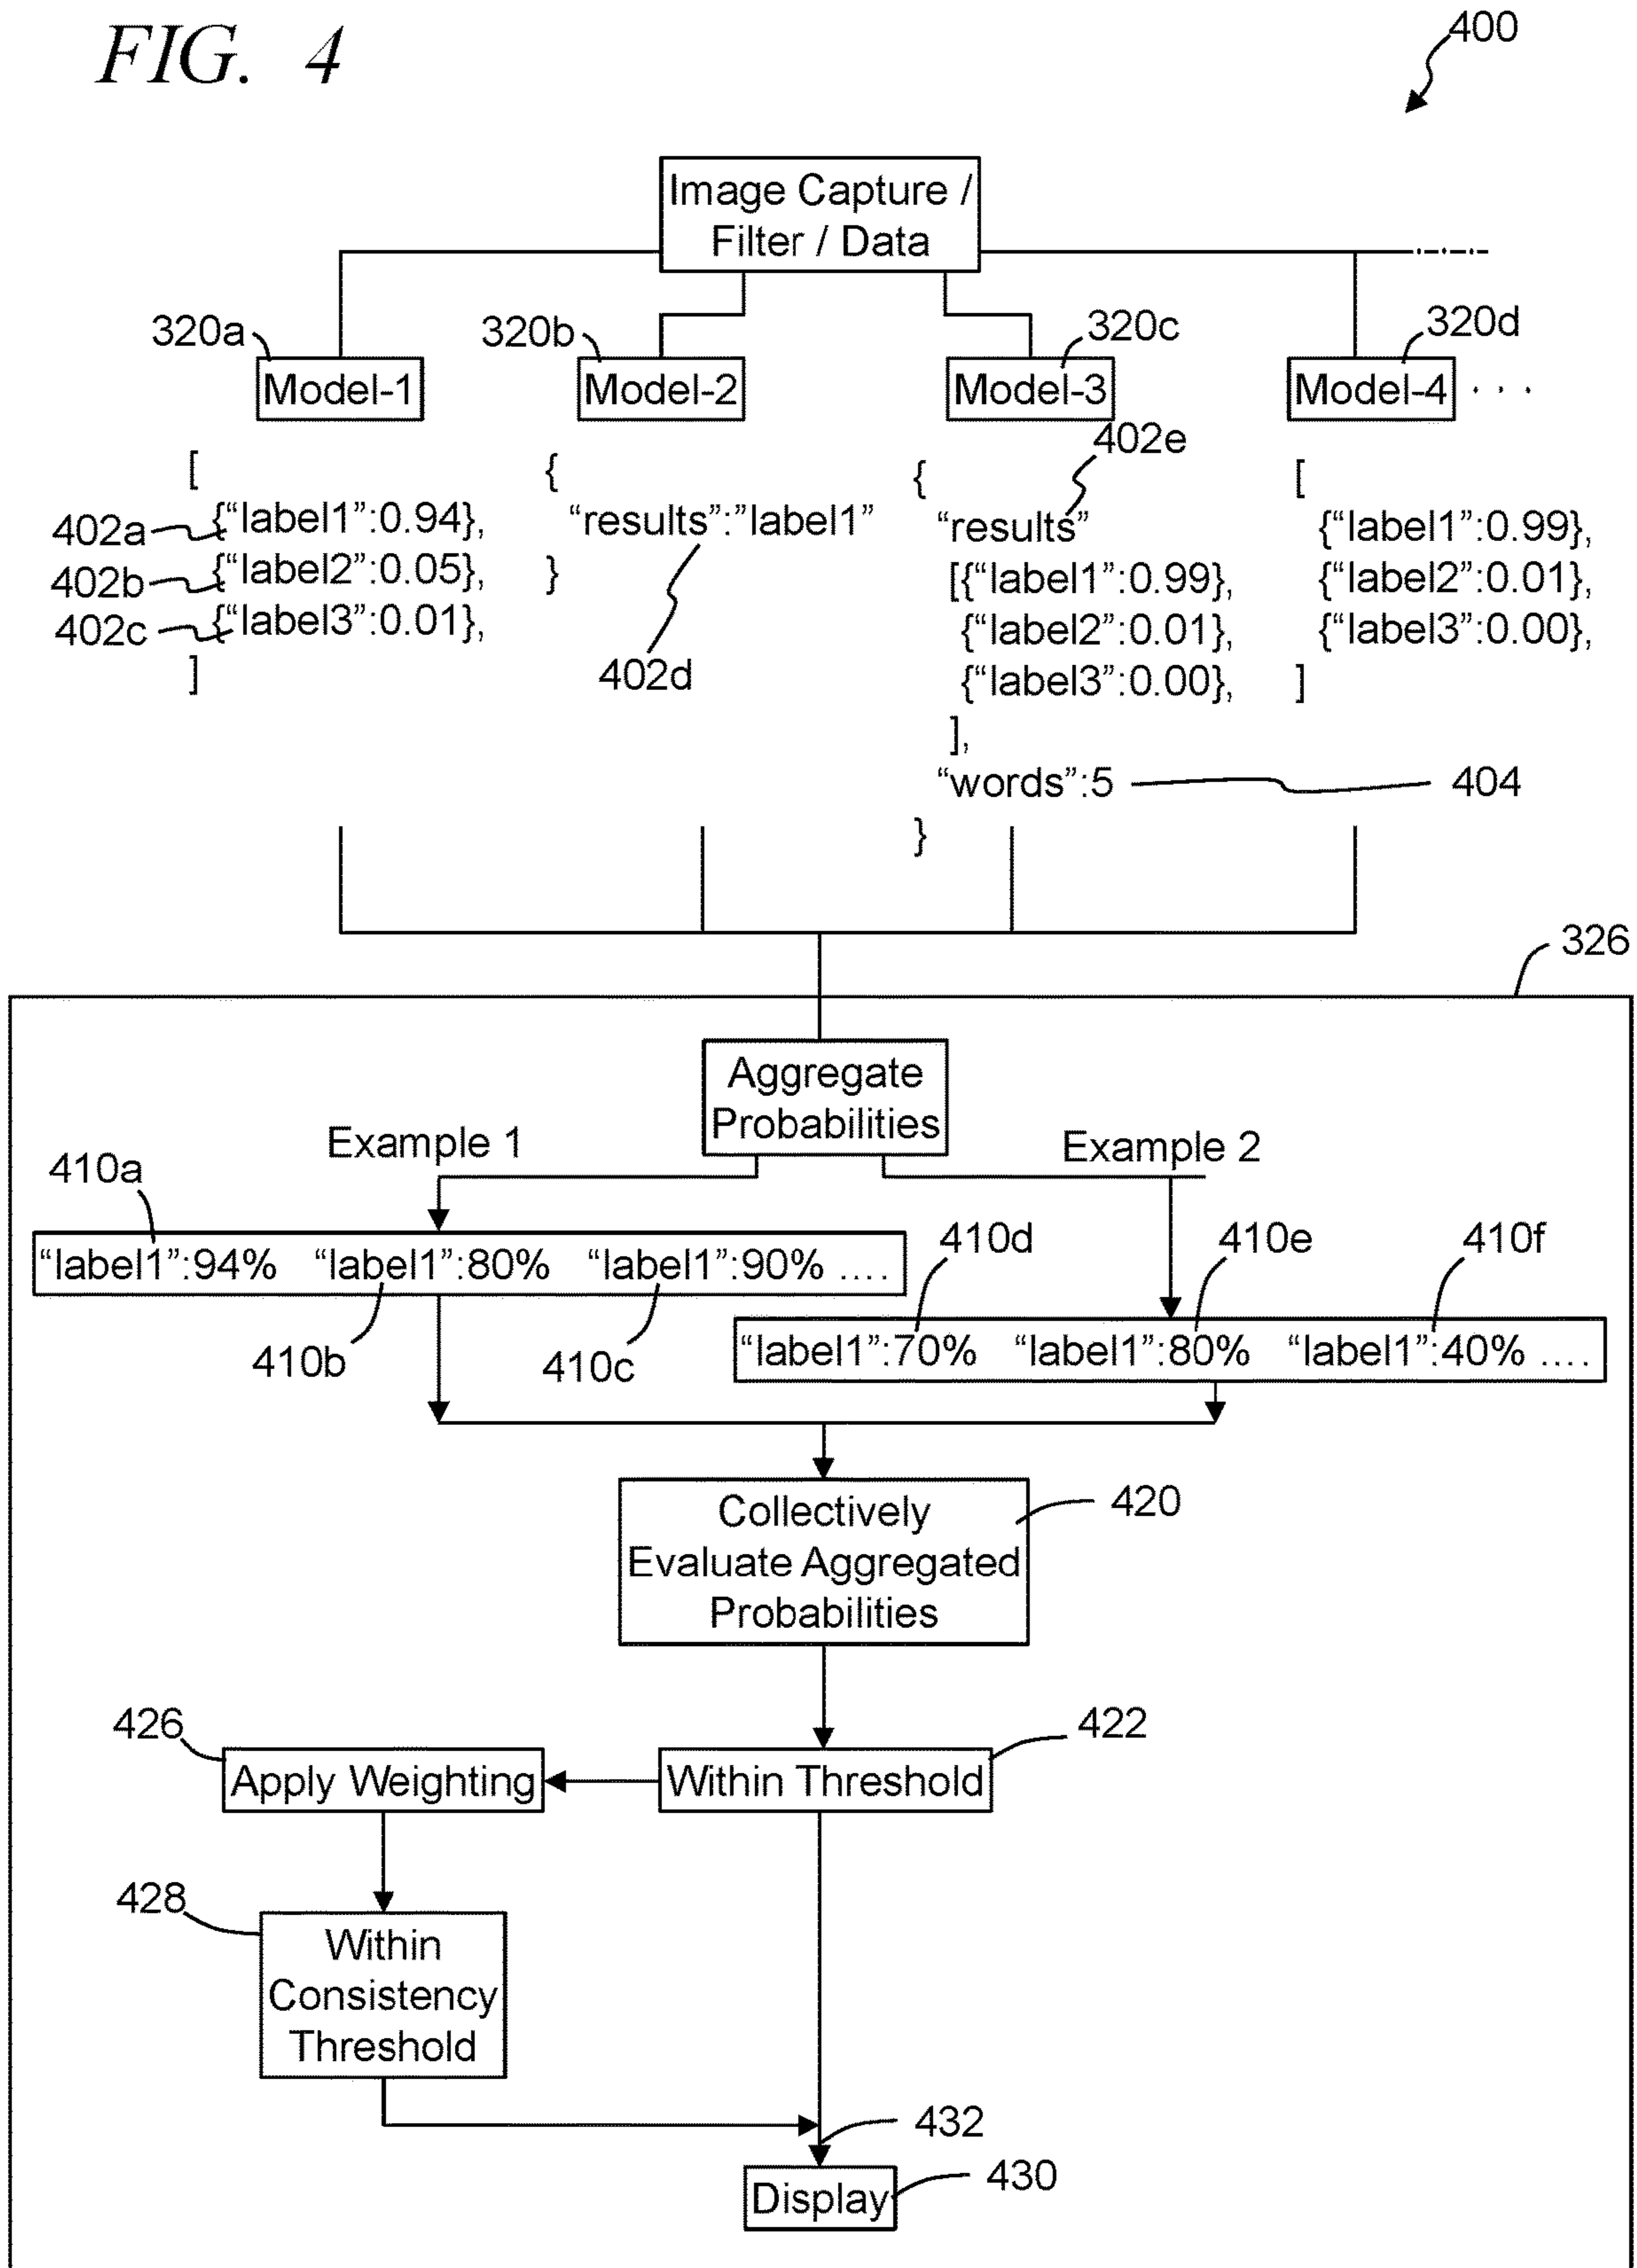 FIG. 4
400
Image Capture /
Filter / Data
320a
320b
320c
320d
Model-1
Model-2
Model-3
Model-4 . . .
402e
[
402a
{“label1”:0.94},
402b
{“label2”:0.05},
402c
{“label3”:0.01},
]
{
“results”:”label1”
}
402d
{
“results”
[{“label1”:0.99},
{“label2”:0.01},
{“label3”:0.00},
],
“words”:5
404
}
[
{“label1”:0.99},
{“label2”:0.01},
{“label3”:0.00},
]
326
Aggregate
Probabilities
Example 1
Example 2
410a
“label1”:94% “label1”:80% “label1”:90% ....
410b
410c
410d
410e
410f
“label1”:70% “label1”:80% “label1”:40% ....
Collectively
Evaluate Aggregated
Probabilities
420
426
422
Apply Weighting
Within Threshold
428
Within
Consistency
Threshold
432
Display
430